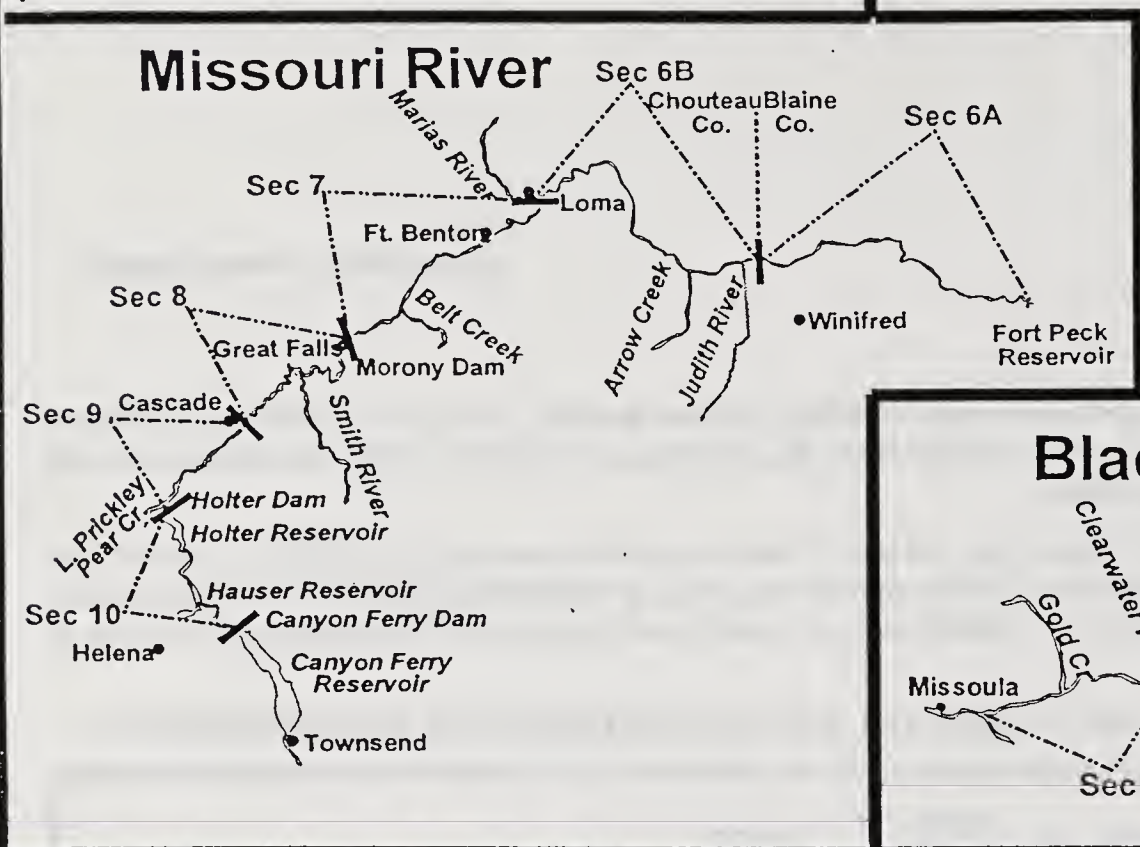 Missouri River
Sec 6B
Chouteau Blaine
Co. Co.
Sec 6A
Marias River
Sec 7
Loma
Ft. Benton
Arrow Creek
Judith River
Winifred
Fort Peck
Reservoir
Sec 8
Belt Creek
Great Falls
Morony Dam
Sec 9
Cascade
Smith River
L. Prickley
Pear Cr.
Holter Dam
Holter Reservoir
Hauser Reservoir
Sec 10
Canyon Ferry Dam
Helena
Canyon Ferry
Reservoir
Townsend
Bla
Clearwater
Gold Cr.
Missoula
Sec